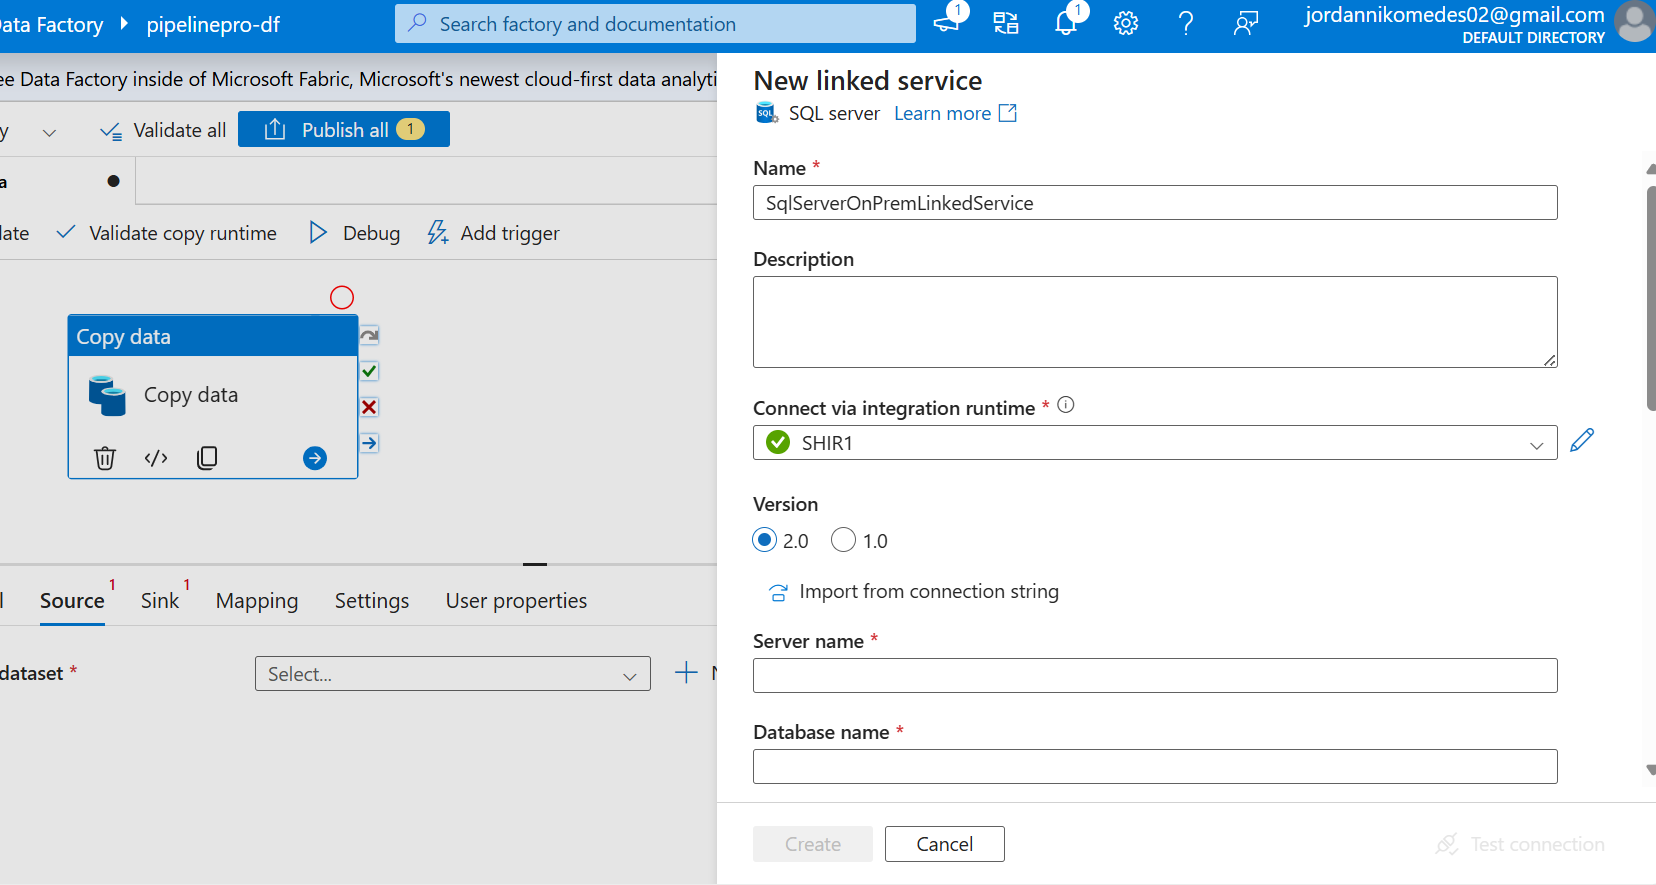 Data Factory pipelinepro-df
Search factory and documentation
1
1
jordannikomedes02@gmail.com
DEFAULT DIRECTORY
ee Data Factory inside of Microsoft Fabric, Microsoft's newest cloud-first data analyti
y Validate all Publish all 1
a
late Validate copy runtime Debug Add trigger
Copy data
Copy data
l Source 1 Sink 1 Mapping Settings User properties
dataset * Select... N
New linked service
SQL SQL server Learn more
Name *
SqlServerOnPremLinkedService
Description
Connect via integration runtime *
SHIR1
Version
2.0 1.0
Import from connection string
Server name *
Database name *
Create Cancel Test connection